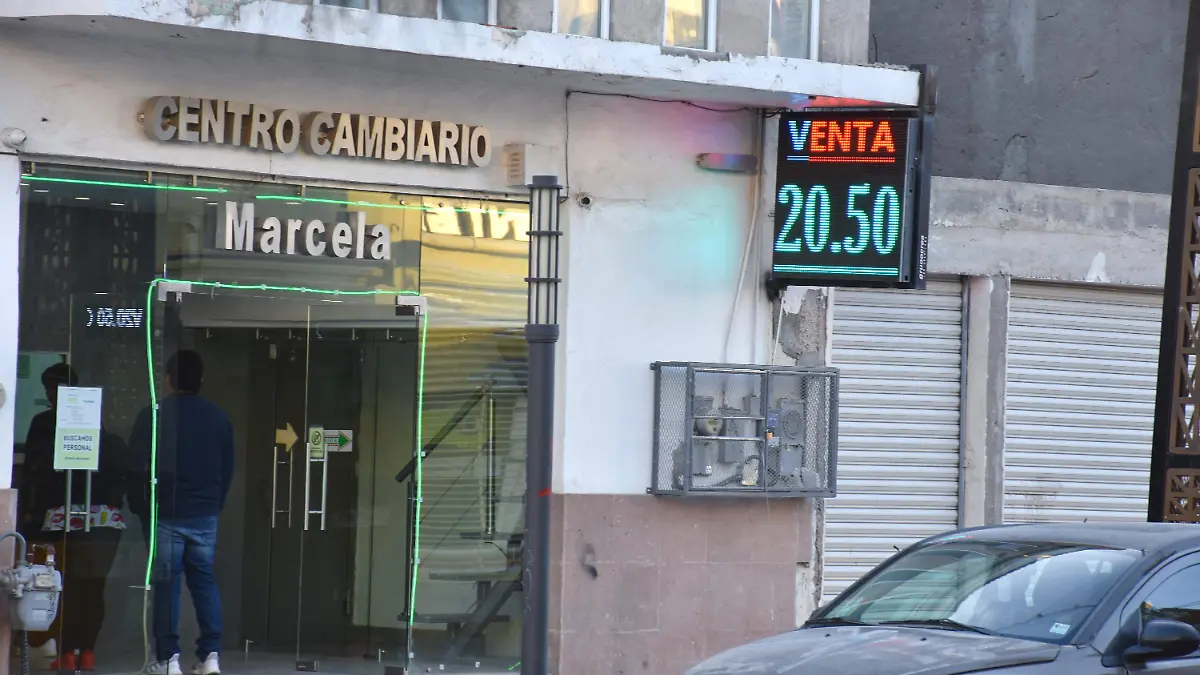 CENTRO CAMBIARIO
Marcela
VENTA
20.50
BUSCAMOS
PERSONAL